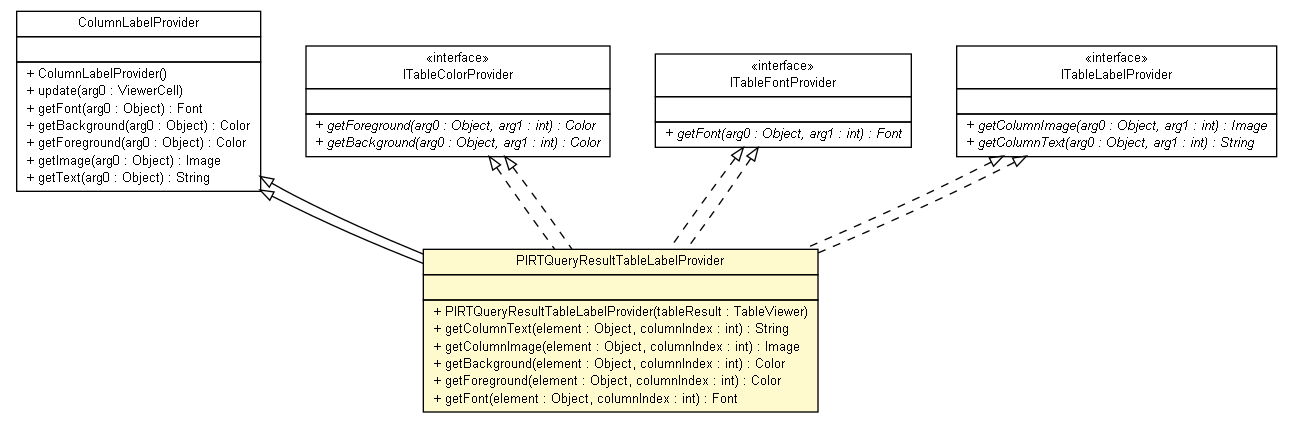 ColumnLabelProvider
+ ColumnLabelProvider()
+ update(arg0 : ViewerCell)
+ getFont(arg0 : Object) : Font
+ getBackground(arg0 : Object) : Color
+ getForeground(arg0 : Object) : Color
+ getImage(arg0 : Object) : Image
+ getText(arg0 : Object) : String
«interface»
ITableColorProvider
+ getForeground(arg0 : Object, arg1 : int) : Color
+ getBackground(arg0 : Object, arg1 : int) : Color
«interface»
ITableFontProvider
+ getFont(arg0 : Object, arg1 : int) : Font
«interface»
ITableLabelProvider
+ getColumnImage(arg0 : Object, arg1 : int) : Image
+ getColumnText(arg0 : Object, arg1 : int) : String
PIRTQueryResultTableLabelProvider
+ PIRTQueryResultTableLabelProvider(tableResult : TableViewer)
+ getColumnText(element : Object, columnIndex : int) : String
+ getColumnImage(element : Object, columnIndex : int) : Image
+ getBackground(element : Object, columnIndex : int) : Color
+ getForeground(element : Object, columnIndex : int) : Color
+ getFont(element : Object, columnIndex : int) : Font